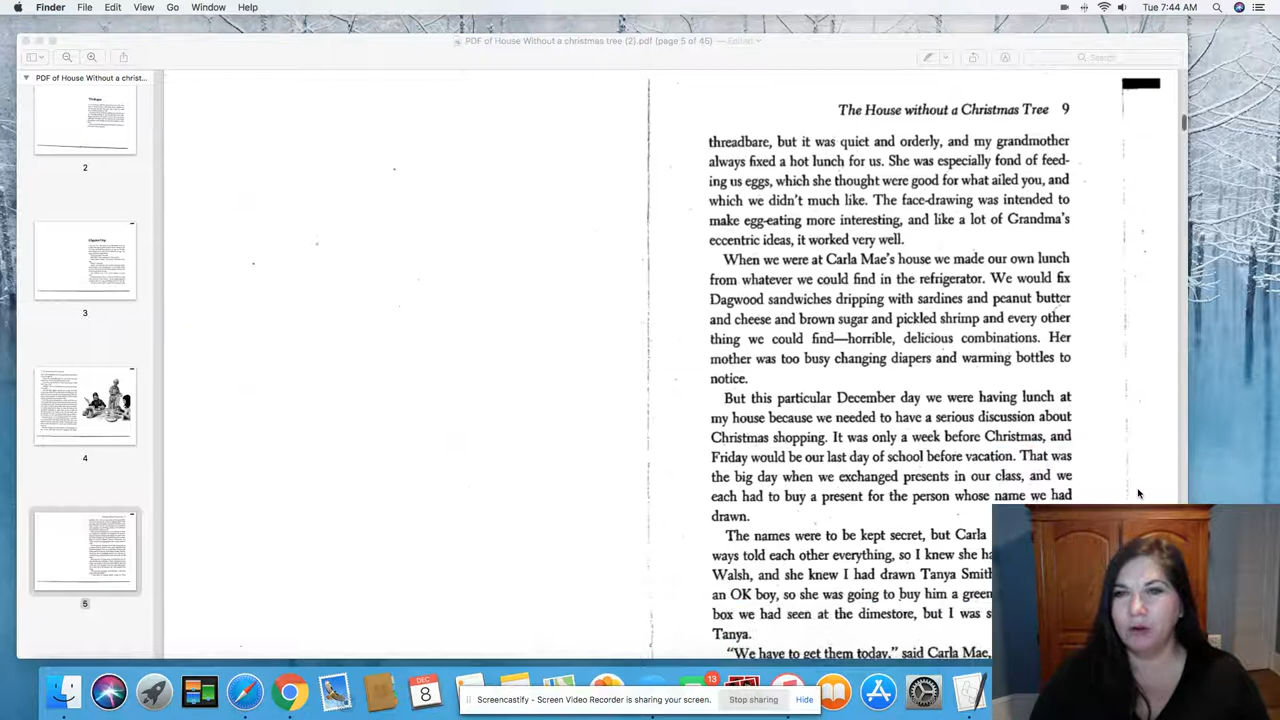 Finder File Edit View Go Window Help Tue 7:44 AM
PDF of House Without a christmas tree (2).pdf (page 5 of 45) — Edited
Search
PDF of House Without a christ...
2
3
4
5
The House without a Christmas Tree 9
threadbare, but it was quiet and orderly, and my grandmother
always fixed a hot lunch for us. She was especially fond of feed-
ing us eggs, which she thought were good for what ailed you, and
which we didn't much like. The face-drawing was intended to
make egg-eating more interesting, and like a lot of Grandma's
eccentric ideas, it worked very well.
When we were at Carla Mae's house we made our own lunch
from whatever we could find in the refrigerator. We would fix
Dagwood sandwiches dripping with sardines and peanut butter
and cheese and brown sugar and pickled shrimp and every other
thing we could find—horrible, delicious combinations. Her
mother was too busy changing diapers and warming bottles to
notice.
But this particular December day we were having lunch at
my house because we needed to have a serious discussion about
Christmas shopping. It was only a week before Christmas, and
Friday would be our last day of school before vacation. That was
the big day when we exchanged presents in our class, and we
each had to buy a present for the person whose name we had
drawn.
The names were to be kept secret, but Carla
ways told each other everything, so I knew she ha
Walsh, and she knew I had drawn Tanya Smit
an OK boy, so she was going to buy him a green
box we had seen at the dimestore, but I was s
Tanya.
"We have to get them today," said Carla Mae,
DEC
8
13
Screencastify - Screen Video Recorder is sharing your screen. Stop sharing Hide